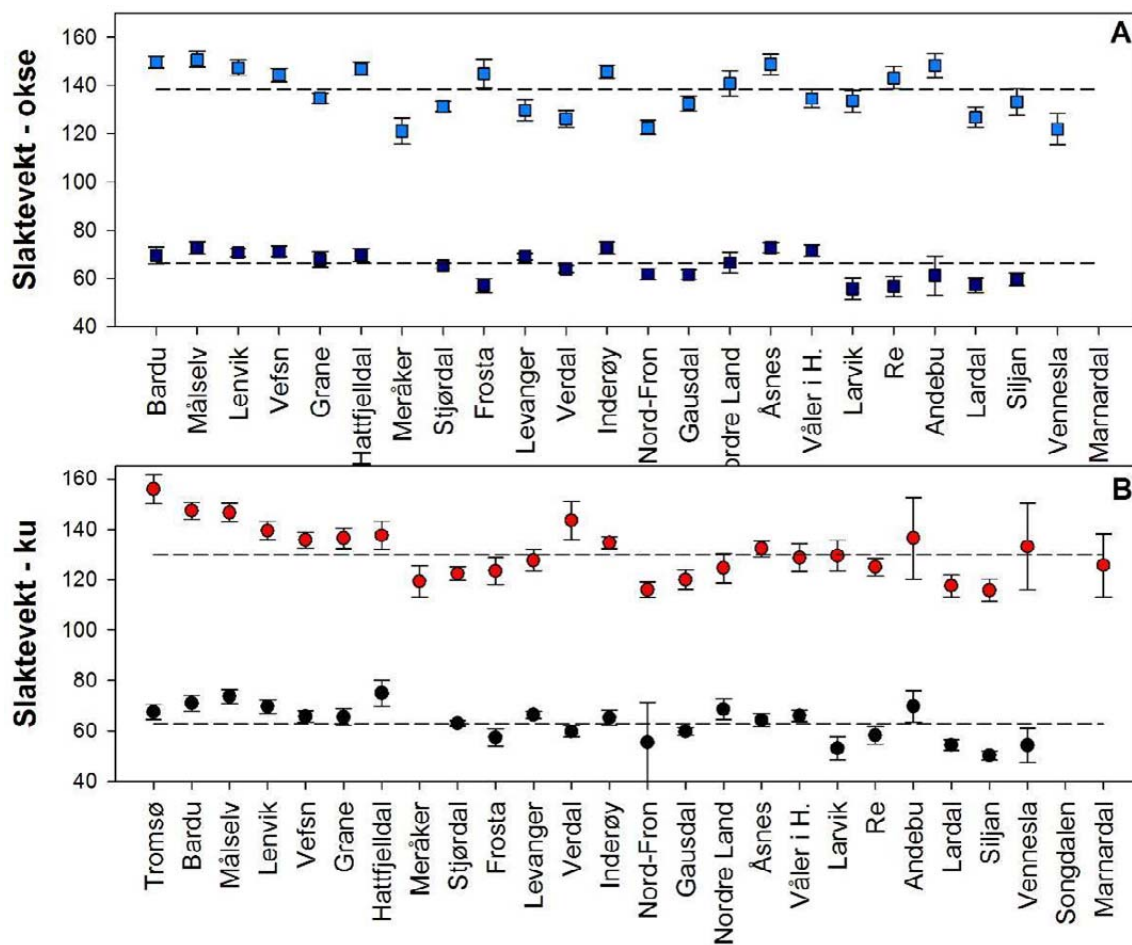 A
Slaktevekt - okse
160
140
120
100
80
60
40
Bardu
Målselv
Lenvik
Vefsn
Grane
Hattfjelldal
Meråker
Stjørdal
Frosta
Levanger
Verdal
Inderøy
Nord-Fron
Gausdal
ordre Land
Åsnes
Våler i H.
Larvik
Re
Andebu
Lardal
Siljan
Vennesla
Marnardal
B
Slaktevekt - ku
160
140
120
100
80
60
40
Tromsø
Bardu
Målselv
Lenvik
Vefsn
Grane
Hattfjelldal
Meråker
Stjørdal
Frosta
Levanger
Verdal
Inderøy
Nord-Fron
Gausdal
Nordre Land
Åsnes
Våler i H.
Larvik
Re
Andebu
Lardal
Siljan
Vennesla
Songdalen
Marnardal